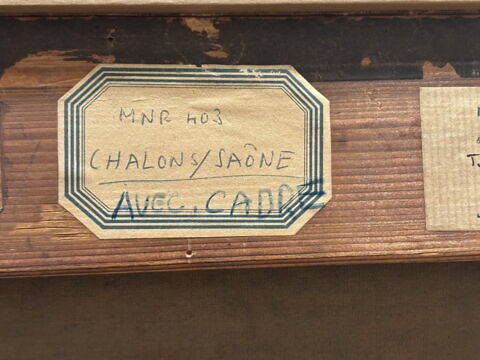 MNR 403
CHALONS/SAÔNE
AVEC. CADRE